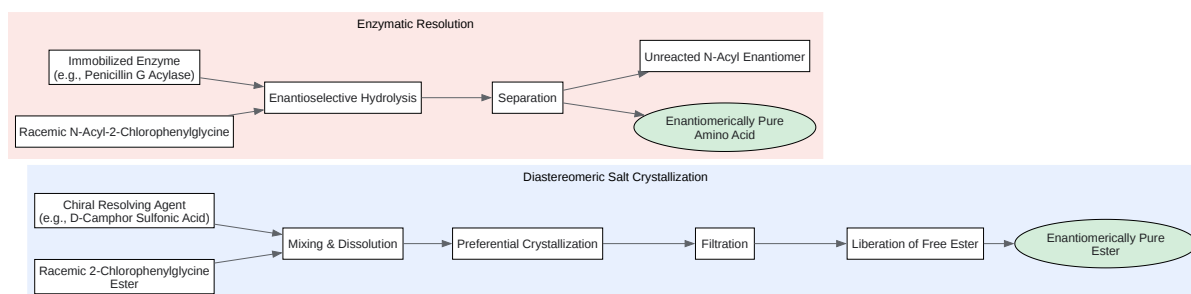 Enzymatic Resolution
Immobilized Enzyme
(e.g., Penicillin G Acylase)
Racemic N-Acyl-2-Chlorophenylglycine
Enantioselective Hydrolysis
Separation
Unreacted N-Acyl Enantiomer
Enantiomerically Pure
Amino Acid
Diastereomeric Salt Crystallization
Chiral Resolving Agent
(e.g., D-Camphor Sulfonic Acid)
Racemic 2-Chlorophenylglycine
Ester
Mixing & Dissolution
Preferential Crystallization
Filtration
Liberation of Free Ester
Enantiomerically Pure
Ester